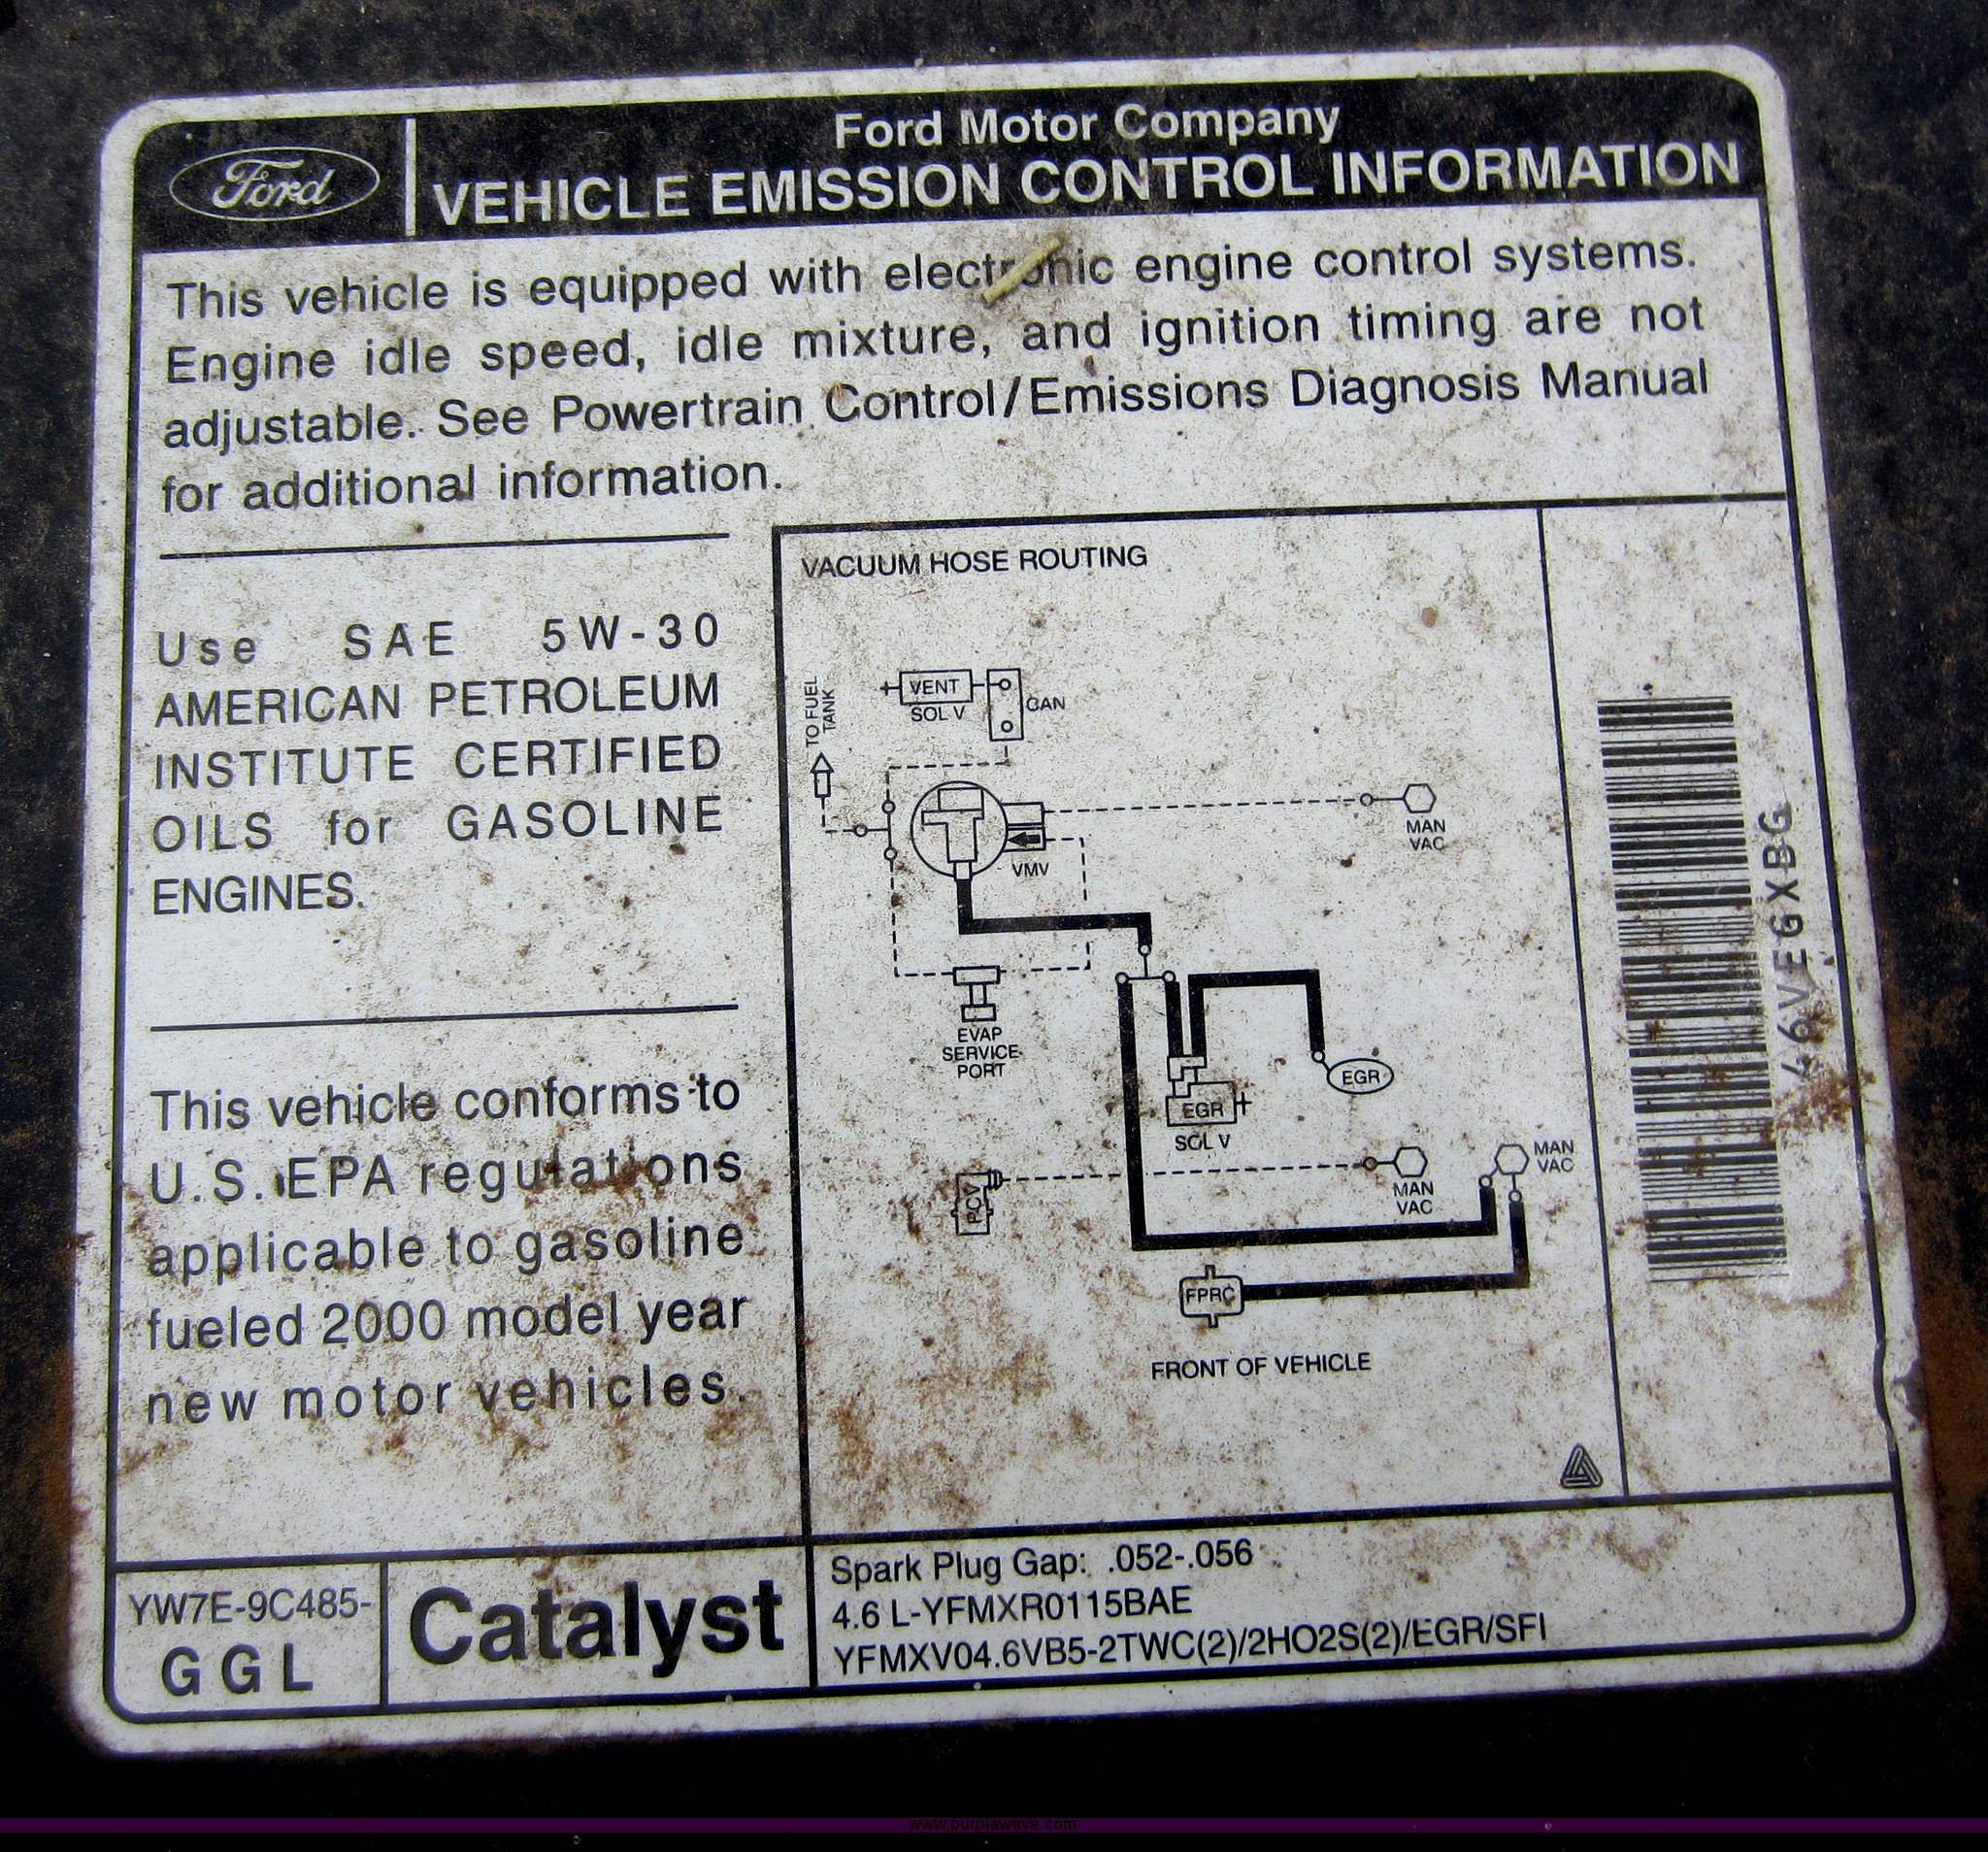 Ford
Ford Motor Company
VEHICLE EMISSION CONTROL INFORMATION
This vehicle is equipped with electronic engine control systems.
Engine idle speed, idle mixture, and ignition timing are not
adjustable. See Powertrain Control/Emissions Diagnosis Manual
for additional information.
Use SAE 5W-30
AMERICAN PETROLEUM
INSTITUTE CERTIFIED
OILS for GASOLINE
ENGINES.
This vehicle conforms to
U.S. EPA regulations
applicable to gasoline
fueled 2000 model year
new motor vehicles.
VACUUM HOSE ROUTING
TO FUEL
TANK
VENT
SOL V
CAN
MAN
VAC
VMV
EVAP
SERVICE
PORT
EGR
EGR
SOL V
PCV
MAN
VAC
MAN
VAC
FPRC
FRONT OF VEHICLE
46VEGXBG
YW7E-9C485-
GGL
Catalyst
Spark Plug Gap: .052-.056
4.6 L-YFMXR0115BAE
YFMXV04.6VB5-2TWC(2)/2HO2S(2)/EGR/SFI
www.purplewave.com